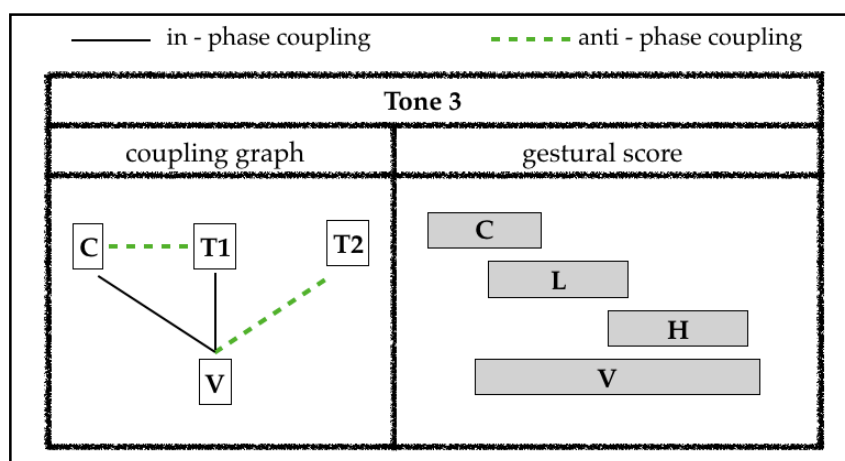 in - phase coupling anti - phase coupling
Tone 3
coupling graph gestural score
C T1 T2
V
C
L
H
V